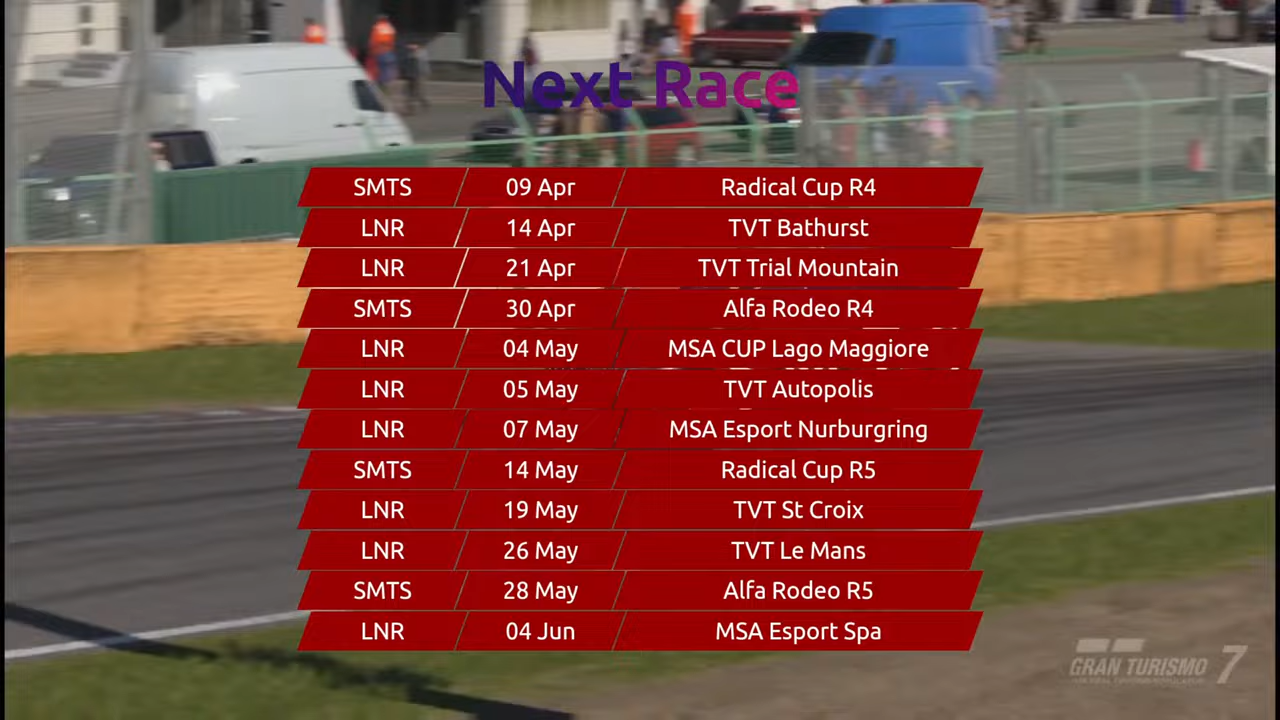 Next Race
SMTS 09 Apr Radical Cup R4
LNR 14 Apr TVT Bathurst
LNR 21 Apr TVT Trial Mountain
SMTS 30 Apr Alfa Rodeo R4
LNR 04 May MSA CUP Lago Maggiore
LNR 05 May TVT Autopolis
LNR 07 May MSA Esport Nurburgring
SMTS 14 May Radical Cup R5
LNR 19 May TVT St Croix
LNR 26 May TVT Le Mans
SMTS 28 May Alfa Rodeo R5
LNR 04 Jun MSA Esport Spa
GRAN TURISMO 7